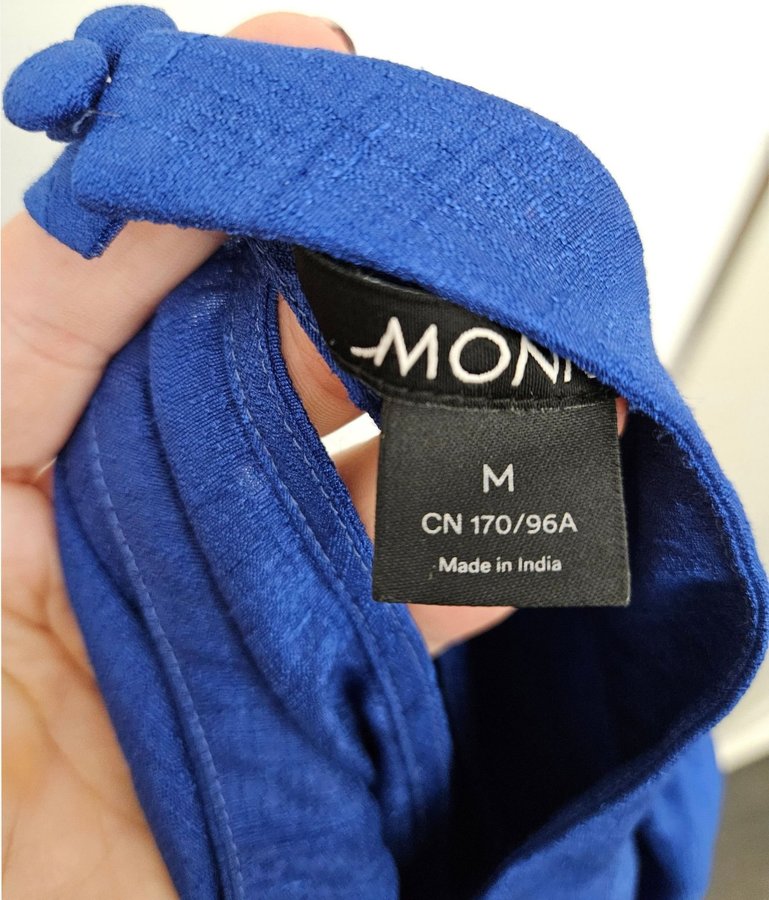 MON
M
CN 170/96A
Made in India